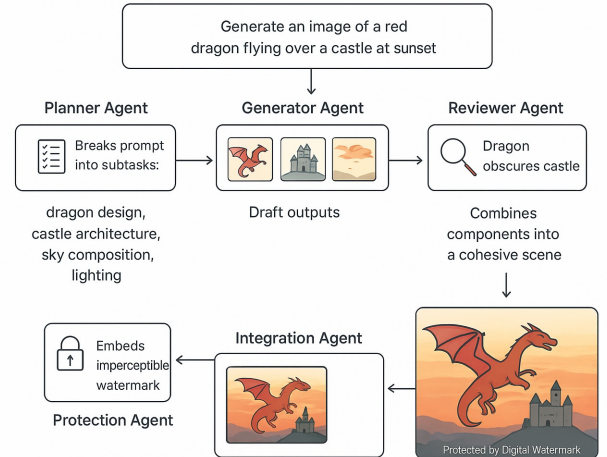 Generate an image of a red
dragon flying over a castle at sunset
Planner Agent
Generator Agent
Reviewer Agent
Breaks prompt
into subtasks:
Dragon
obscures castle
dragon design,
castle architecture,
sky composition,
lighting
Draft outputs
Combines
components into
a cohesive scene
Embeds
imperceptible
watermark
Protection Agent
Integration Agent
Protected by Digital Watermark